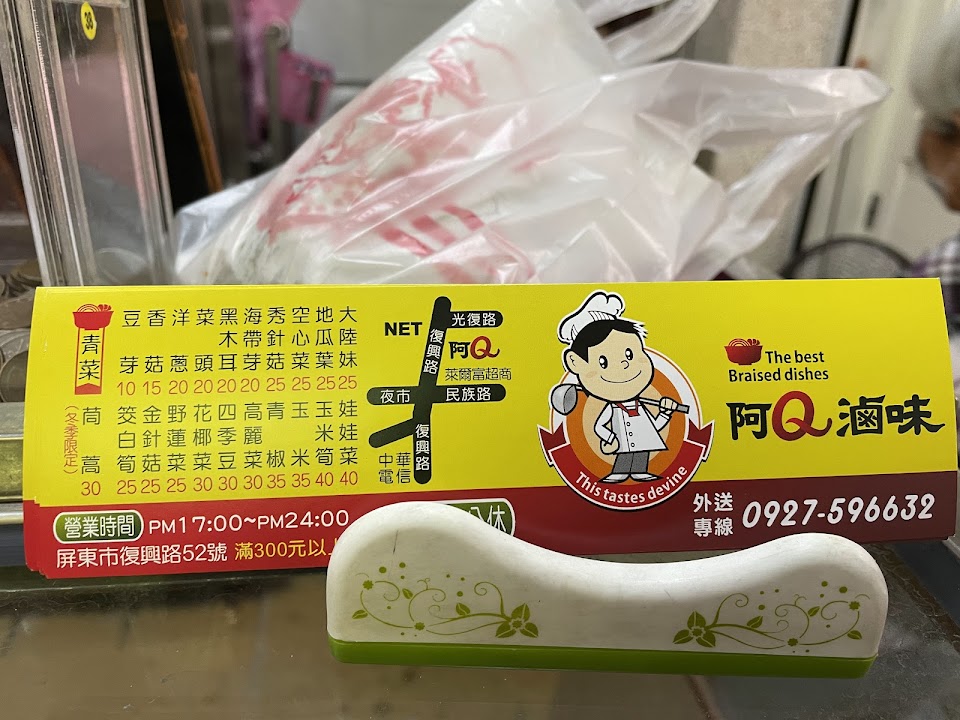 青菜
豆芽 10
香菇 15
洋蔥 20
菜頭 20
黑木耳 20
海帶芽 20
秀針菇 25
空心菜 25
地瓜葉 25
大陸妹 25
(冬季限定)
茼蒿 30
筊白筍 25
金針菇 25
野蓮菜 25
花椰菜 30
四季豆 30
高麗菜 30
青椒 35
玉米 35
玉米筍 40
娃娃菜 40
NET
復興路
光復路
阿Q
萊爾富超商
夜市
民族路
中華
電信
復興路
This tastes devine
The best
Braised dishes
阿Q滷味
外送
專線
0927-596632
營業時間 PM17:00~PM24:00
休
屏東市復興路52號 滿300元以
38